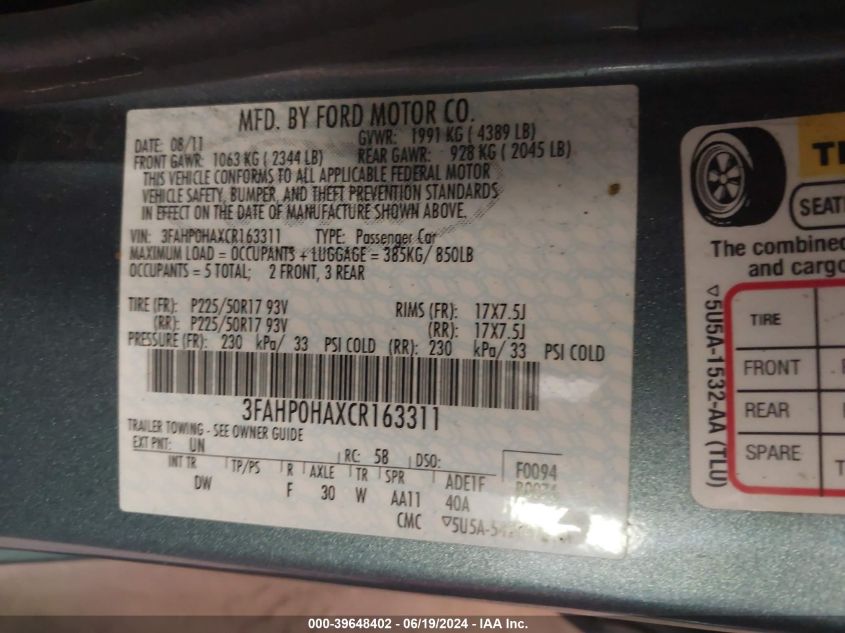 MFD. BY FORD MOTOR CO.
DATE: 08/11 GVWR: 1991 KG ( 4389 LB)
FRONT GAWR: 1063 KG ( 2344 LB) REAR GAWR: 928 KG ( 2045 LB)
THIS VEHICLE CONFORMS TO ALL APPLICABLE FEDERAL MOTOR
VEHICLE SAFETY, BUMPER, AND THEFT PREVENTION STANDARDS
IN EFFECT ON THE DATE OF MANUFACTURE SHOWN ABOVE.
VIN: 3FAHP0HAXCR163311 TYPE: Passenger Car
MAXIMUM LOAD = OCCUPANTS + LUGGAGE = 385KG/ 850LB
OCCUPANTS = 5 TOTAL; 2 FRONT, 3 REAR
TIRE (FR): P225/50R17 93V RIMS (FR): 17X7.5J
(RR): P225/50R17 93V (RR): 17X7.5J
PRESSURE (FR): 230 kPa/ 33 PSI COLD (RR): 230 kPa/ 33 PSI COLD
3FAHP0HAXCR163311
TRAILER TOWING - SEE OWNER GUIDE
EXT PNT: UN RC: 58 DSO: F0094
INT TR TP/PS R AXLE TR SPR ADE1F
DW F 30 W AA11 40A
CMC
SEATI
The combined
and cargo
TIRE
FRONT
REAR
SPARE
▽5U5A-1532-AA (TLU)
000-39648402 - 06/19/2024 - IAA Inc.